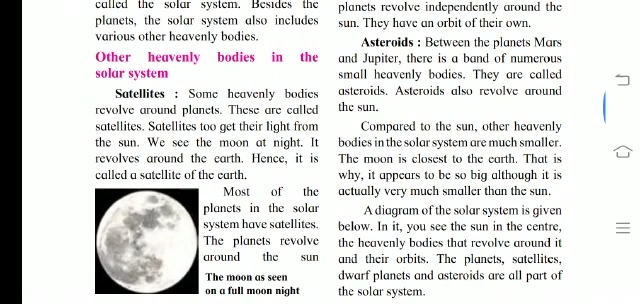 called the solar system. Besides the
planets, the solar system also includes
various other heavenly bodies.
Other heavenly bodies in the
solar system
Satellites : Some heavenly bodies
revolve around planets. These are called
satellites. Satellites too get their light from
the sun. We see the moon at night. It
revolves around the earth. Hence, it is
called a satellite of the earth.
Most of the
planets in the solar
system have satellites.
The planets revolve
around the sun
The moon as seen
on a full moon night
planets revolve independently around the
sun. They have an orbit of their own.
Asteroids : Between the planets Mars
and Jupiter, there is a band of numerous
small heavenly bodies. They are called
asteroids. Asteroids also revolve around
the sun.
Compared to the sun, other heavenly
bodies in the solar system are much smaller.
The moon is closest to the earth. That is
why, it appears to be so big although it is
actually very much smaller than the sun.
A diagram of the solar system is given
below. In it, you see the sun in the centre,
the heavenly bodies that revolve around it
and their orbits. The planets, satellites,
dwarf planets and asteroids are all part of
the solar system.